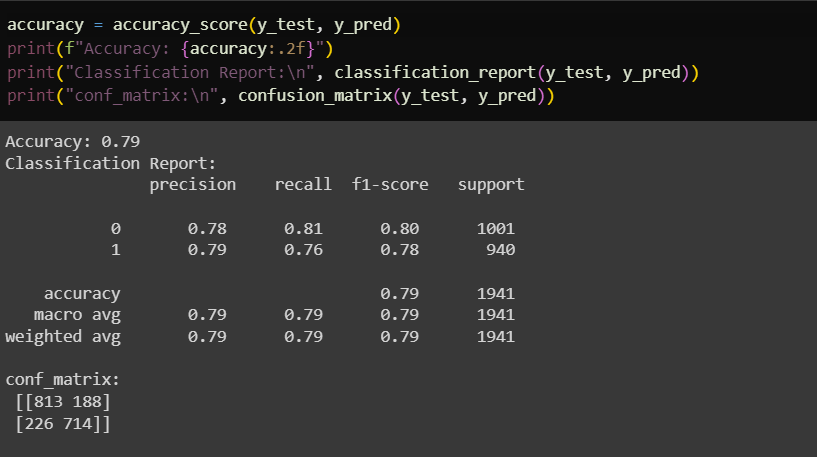 accuracy = accuracy_score(y_test, y_pred)
print(f"Accuracy: {accuracy:.2f}")
print("Classification Report:\n", classification_report(y_test, y_pred))
print("conf_matrix:\n", confusion_matrix(y_test, y_pred))
Accuracy: 0.79
Classification Report:
              precision    recall  f1-score   support
           0       0.78      0.81      0.80      1001
           1       0.79      0.76      0.78       940
    accuracy                           0.79      1941
   macro avg       0.79      0.79      0.79      1941
weighted avg       0.79      0.79      0.79      1941
conf_matrix:
 [[813 188]
 [226 714]]